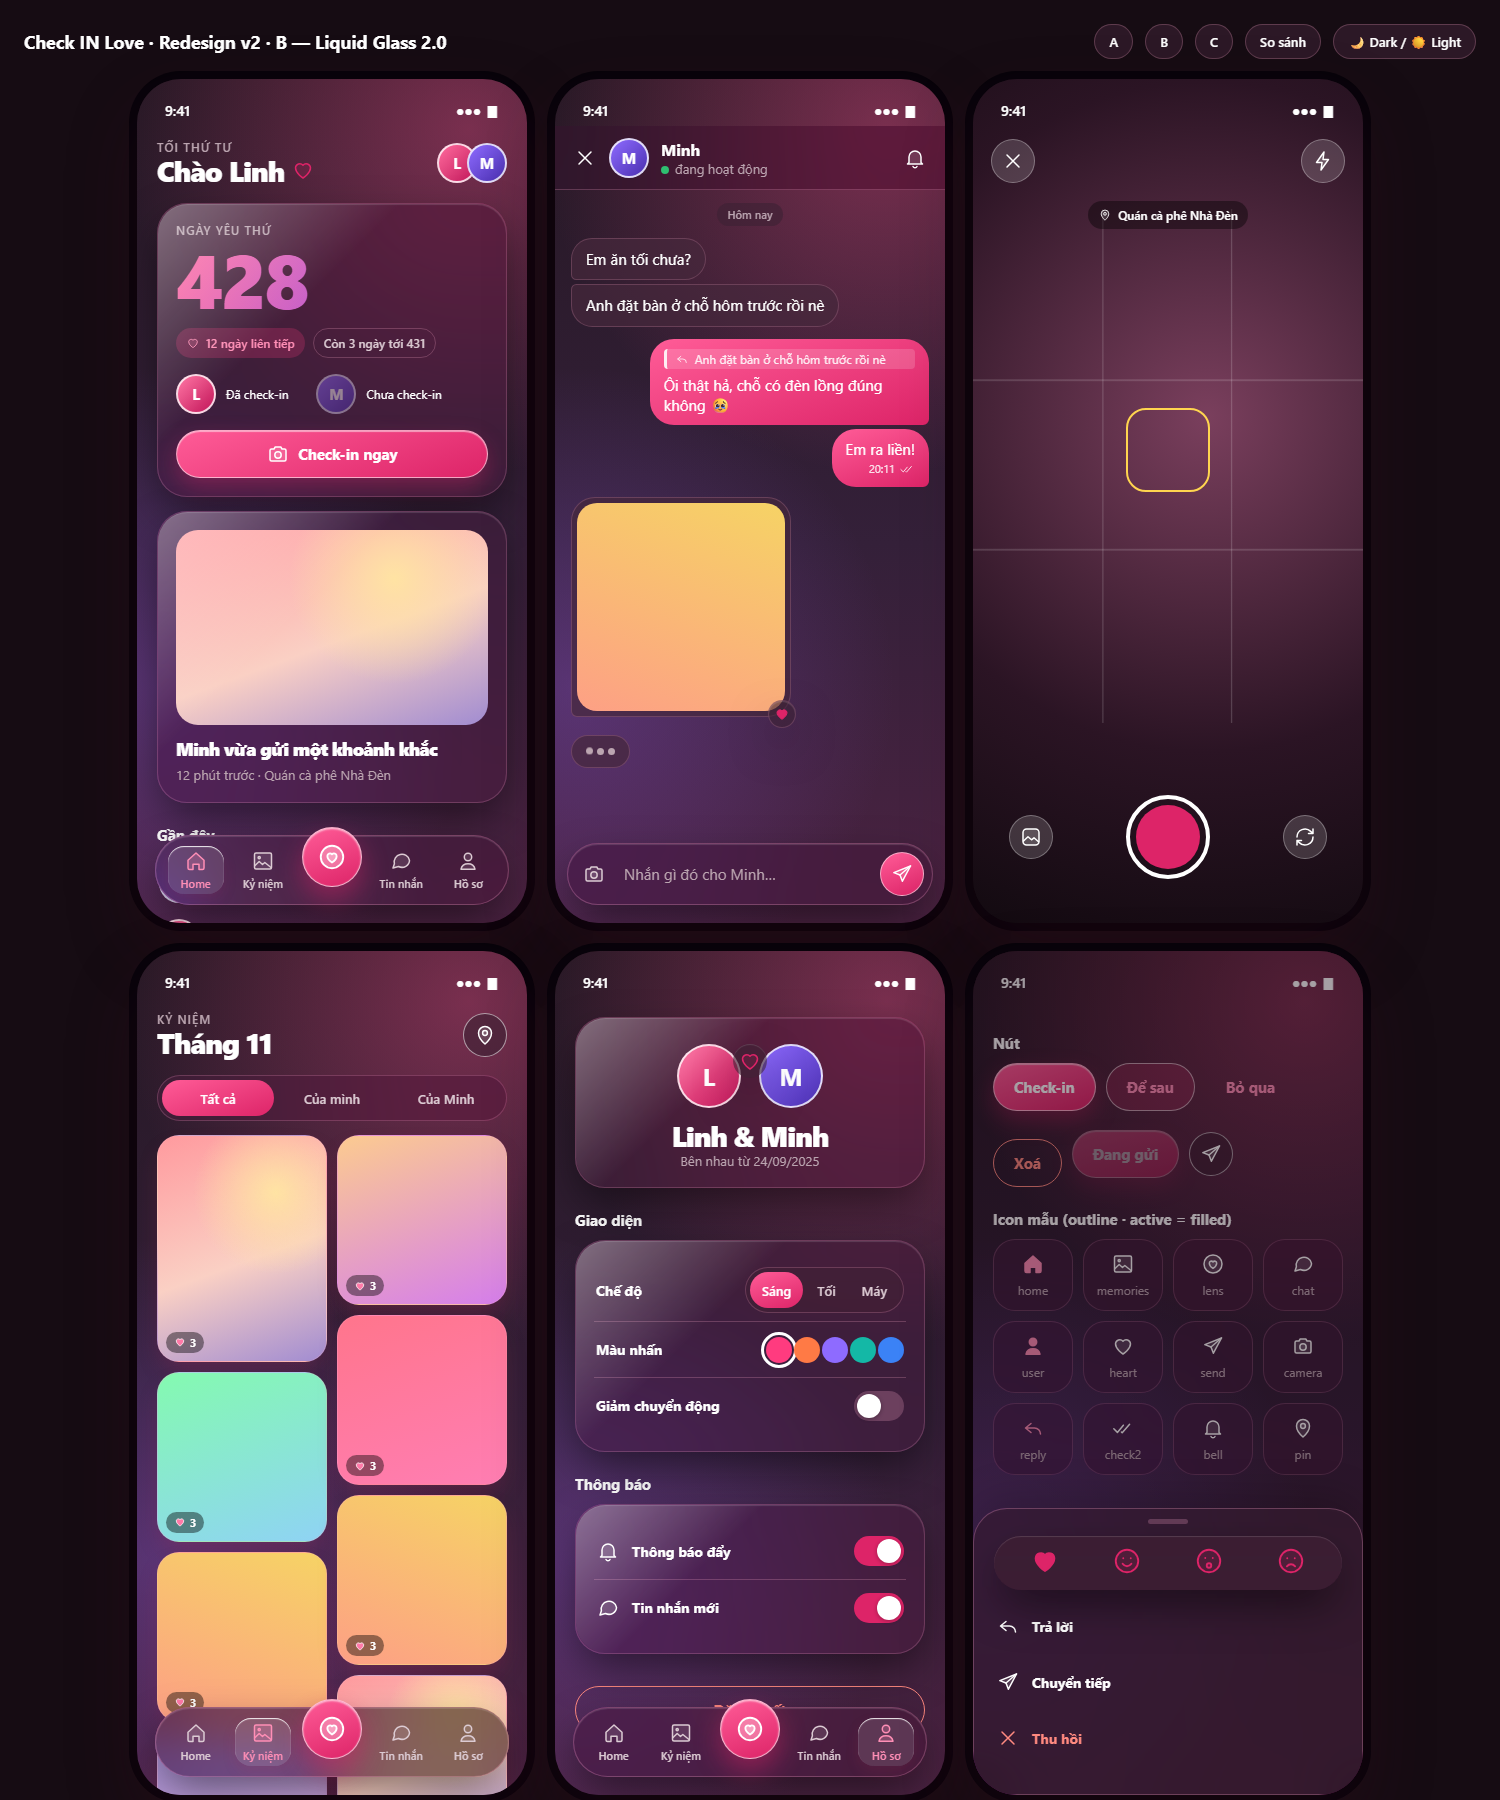 Check IN Love · Redesign v2 · B — Liquid Glass 2.0
A
B
C
So sánh
🌙 Dark / ☀️ Light
9:41
TỐI THỨ TƯ
Chào Linh
L
M
NGÀY YÊU THỨ
428
12 ngày liên tiếp
Còn 3 ngày tới 431
L
Đã check-in
M
Chưa check-in
Check-in ngay
Minh vừa gửi một khoảnh khắc
12 phút trước · Quán cà phê Nhà Đèn
Gần đây
Home
Kỷ niệm
Tin nhắn
Hồ sơ
9:41
M
Minh
đang hoạt động
Hôm nay
Em ăn tối chưa?
Anh đặt bàn ở chỗ hôm trước rồi nè
Anh đặt bàn ở chỗ hôm trước rồi nè
Ôi thật hả, chỗ có đèn lồng đúng
không 🥹
Em ra liền!
20:11
Nhắn gì đó cho Minh...
9:41
Quán cà phê Nhà Đèn
9:41
KỶ NIỆM
Tháng 11
Tất cả
Của mình
Của Minh
3
3
3
3
3
3
Home
Kỷ niệm
Tin nhắn
Hồ sơ
9:41
L
M
Linh & Minh
Bên nhau từ 24/09/2025
Giao diện
Chế độ
Sáng
Tối
Máy
Màu nhấn
Giảm chuyển động
Thông báo
Thông báo đẩy
Tin nhắn mới
Home
Kỷ niệm
Tin nhắn
Hồ sơ
9:41
Nút
Check-in
Để sau
Bỏ qua
Xoá
Đang gửi
Icon mẫu (outline · active = filled)
home
memories
lens
chat
user
heart
send
camera
reply
check2
bell
pin
Trả lời
Chuyển tiếp
Thu hồi